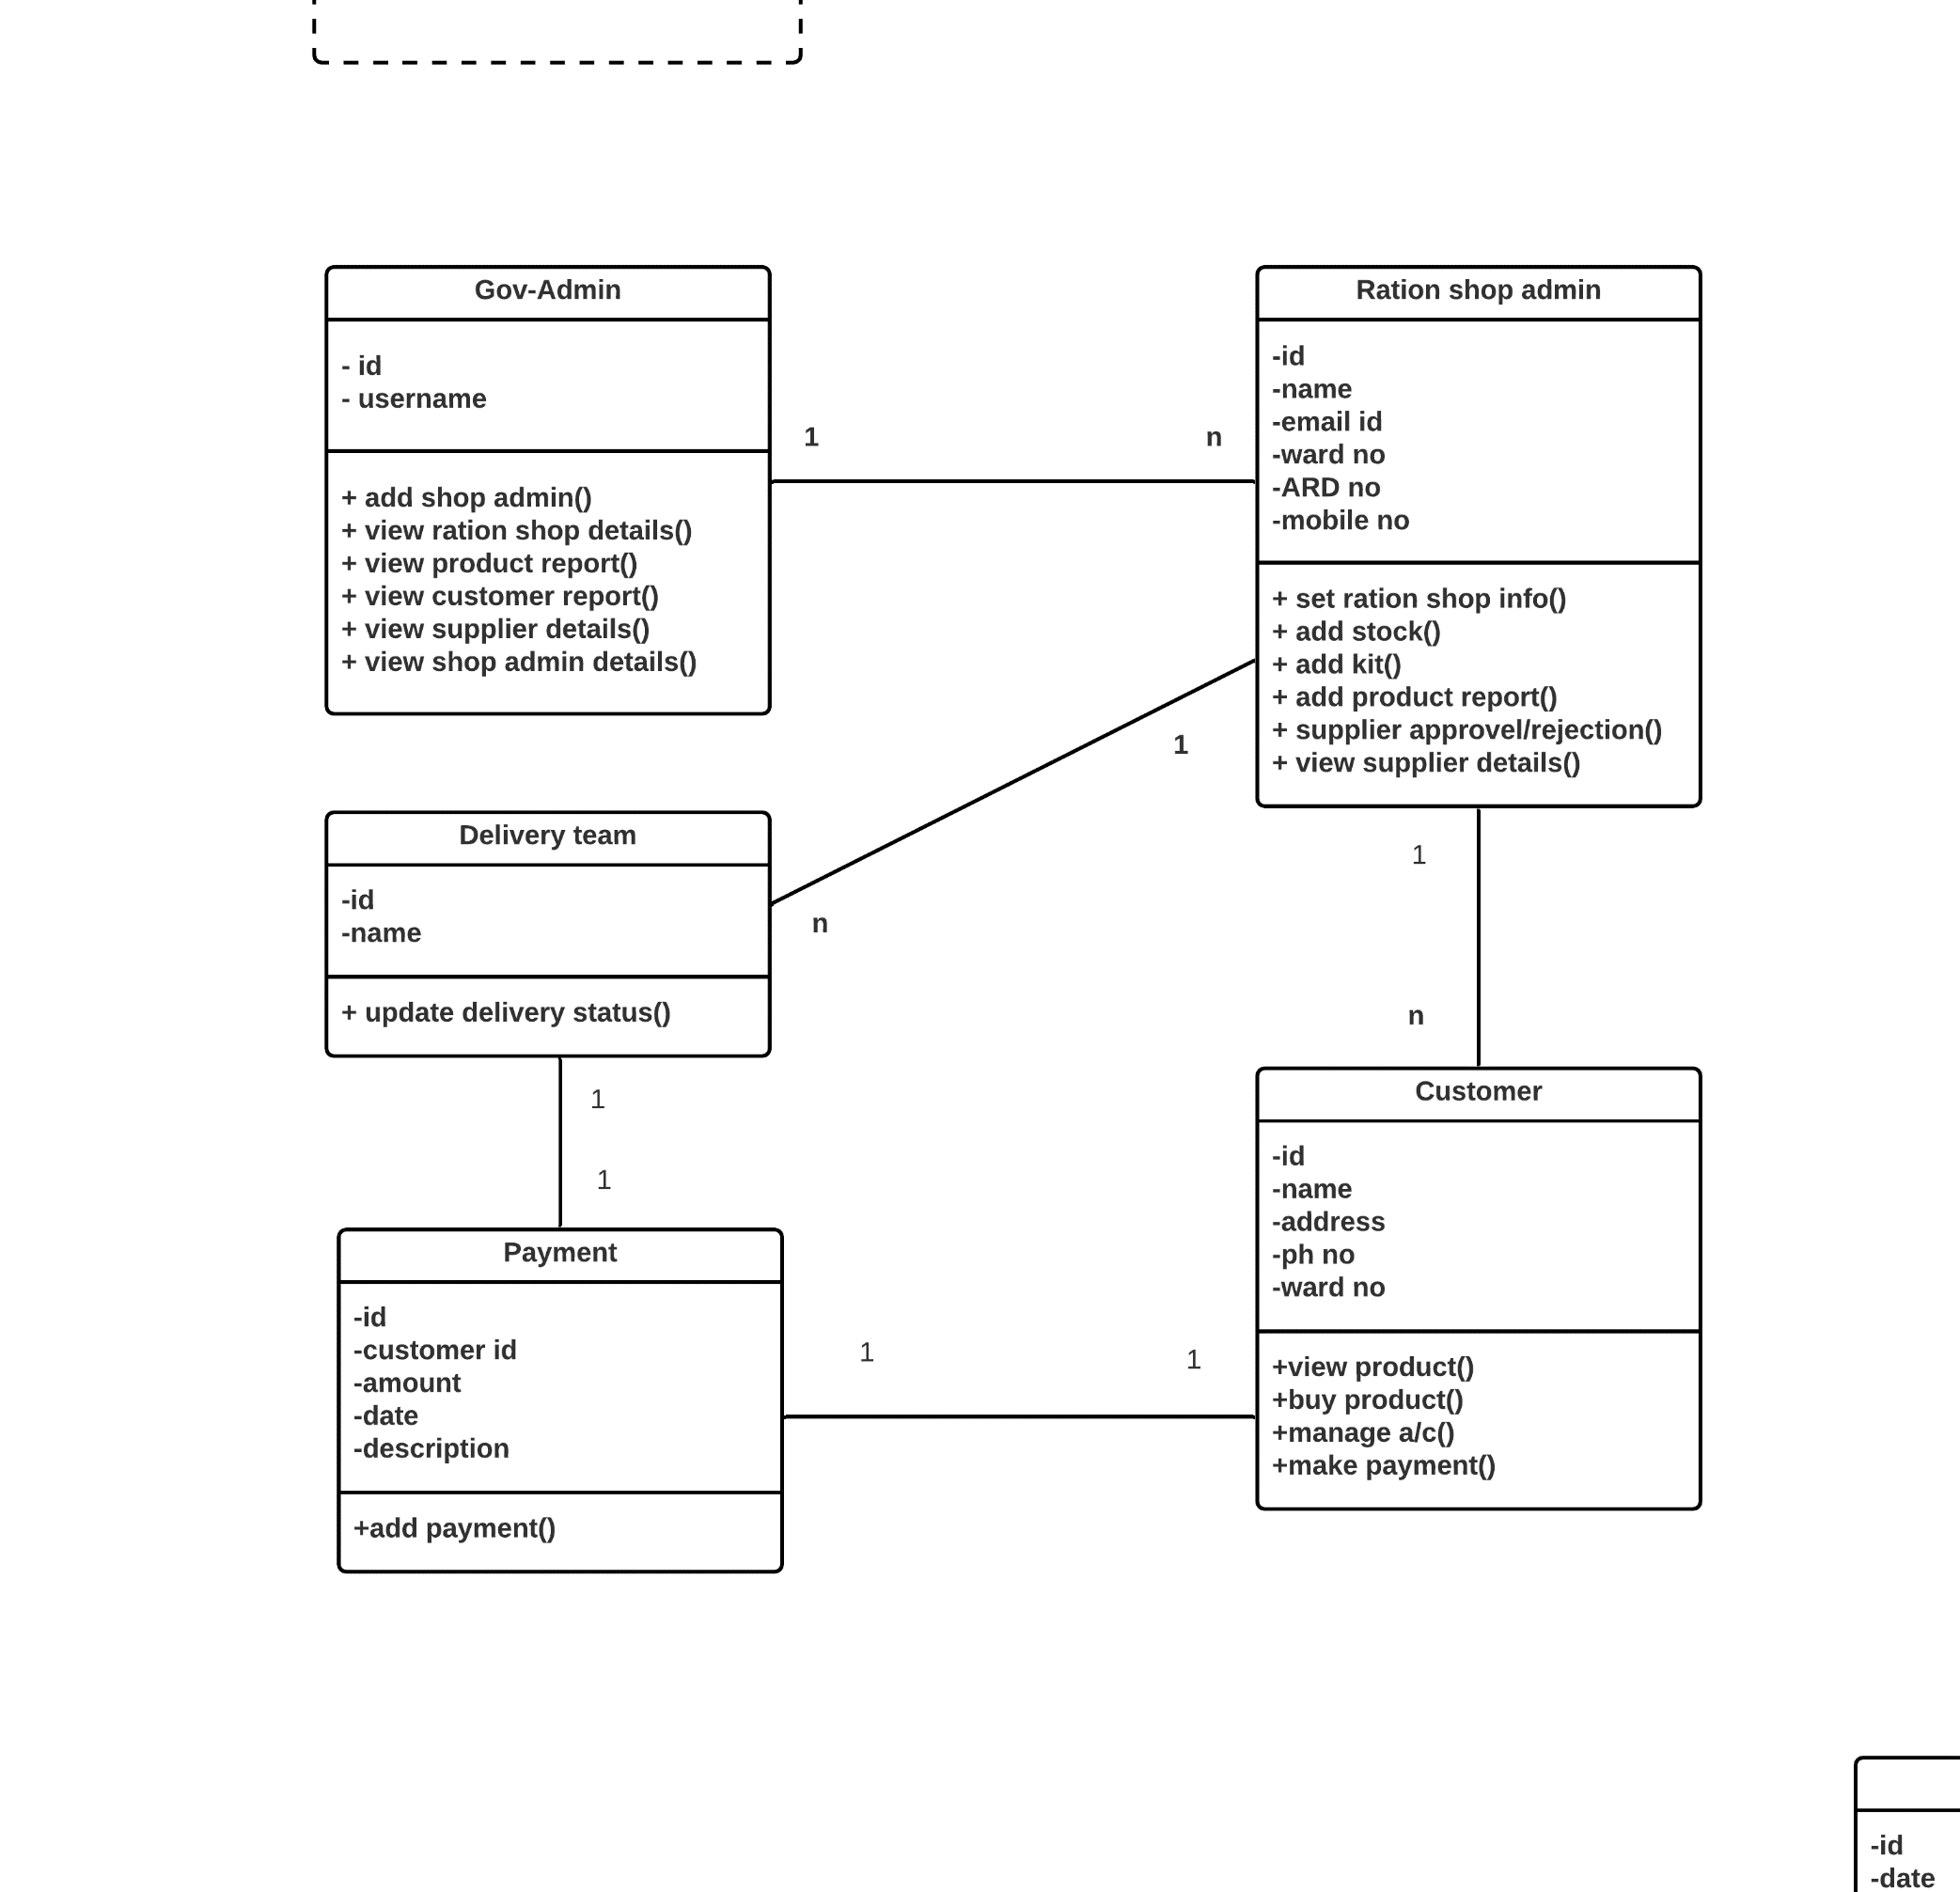 Gov-Admin
- id
- username
+ add shop admin()
+ view ration shop details()
+ view product report()
+ view customer report()
+ view supplier details()
+ view shop admin details()
1
n
Ration shop admin
-id
-name
-email id
-ward no
-ARD no
-mobile no
+ set ration shop info()
+ add stock()
+ add kit()
+ add product report()
+ supplier approvel/rejection()
+ view supplier details()
1
n
Delivery team
-id
-name
+ update delivery status()
1
n
1
1
Payment
-id
-customer id
-amount
-date
-description
+add payment()
1
1
Customer
-id
-name
-address
-ph no
-ward no
+view product()
+buy product()
+manage a/c()
+make payment()
-id
-date